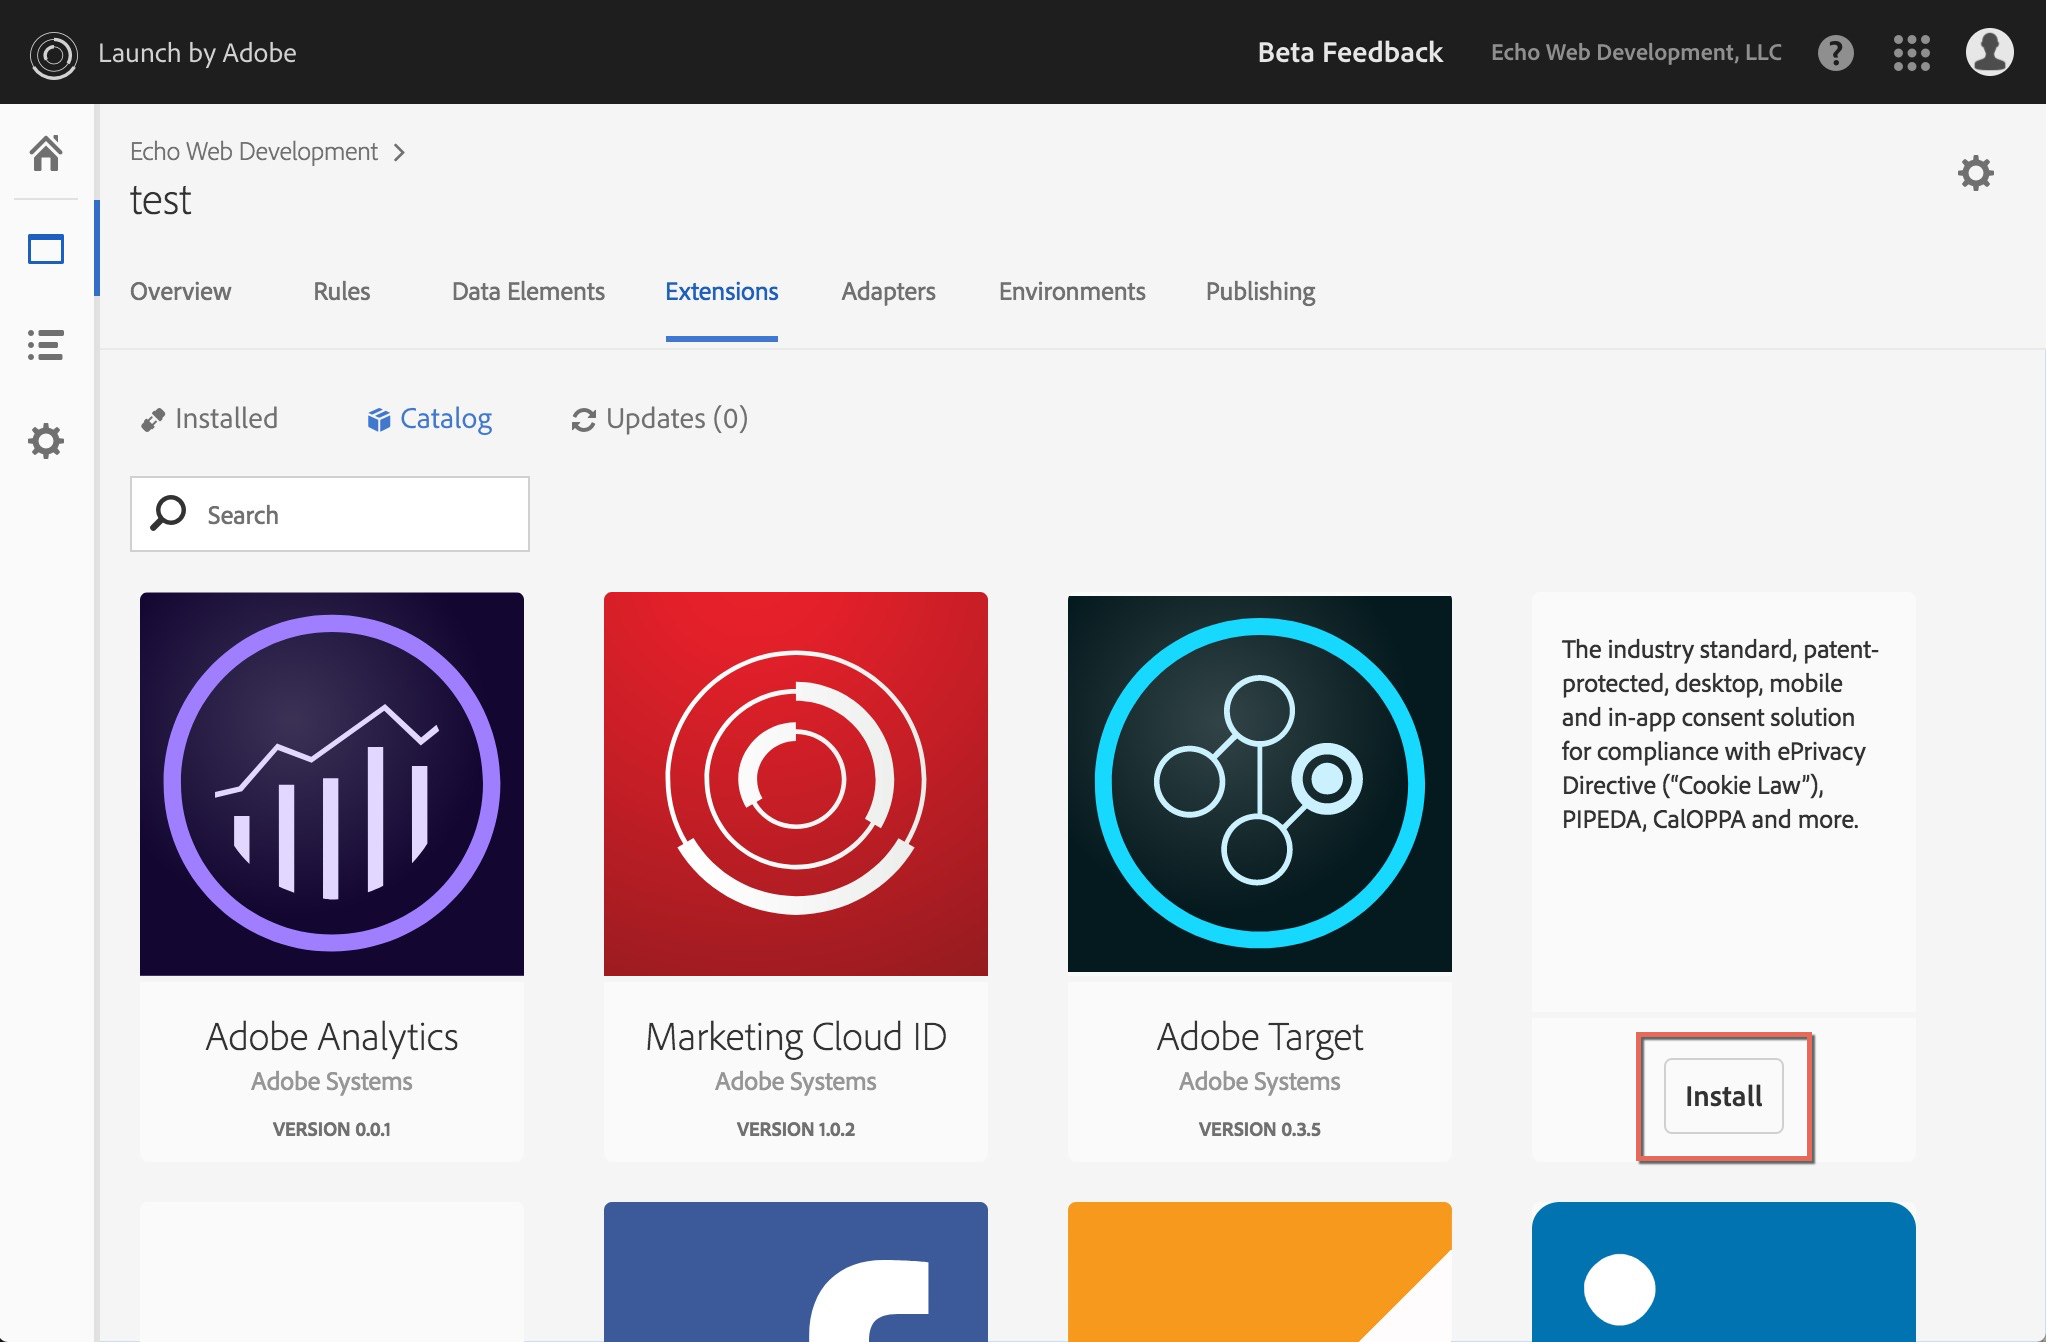 Launch by Adobe
Beta Feedback
Echo Web Development, LLC
?
Echo Web Development >
test
Overview
Rules
Data Elements
Extensions
Adapters
Environments
Publishing
Installed
Catalog
Updates (0)
Search
The industry standard, patent-
protected, desktop, mobile
and in-app consent solution
for compliance with ePrivacy
Directive (“Cookie Law”),
PIPEDA, CalOPPA and more.
Adobe Analytics
Adobe Systems
VERSION 0.0.1
Marketing Cloud ID
Adobe Systems
VERSION 1.0.2
Adobe Target
Adobe Systems
VERSION 0.3.5
Install